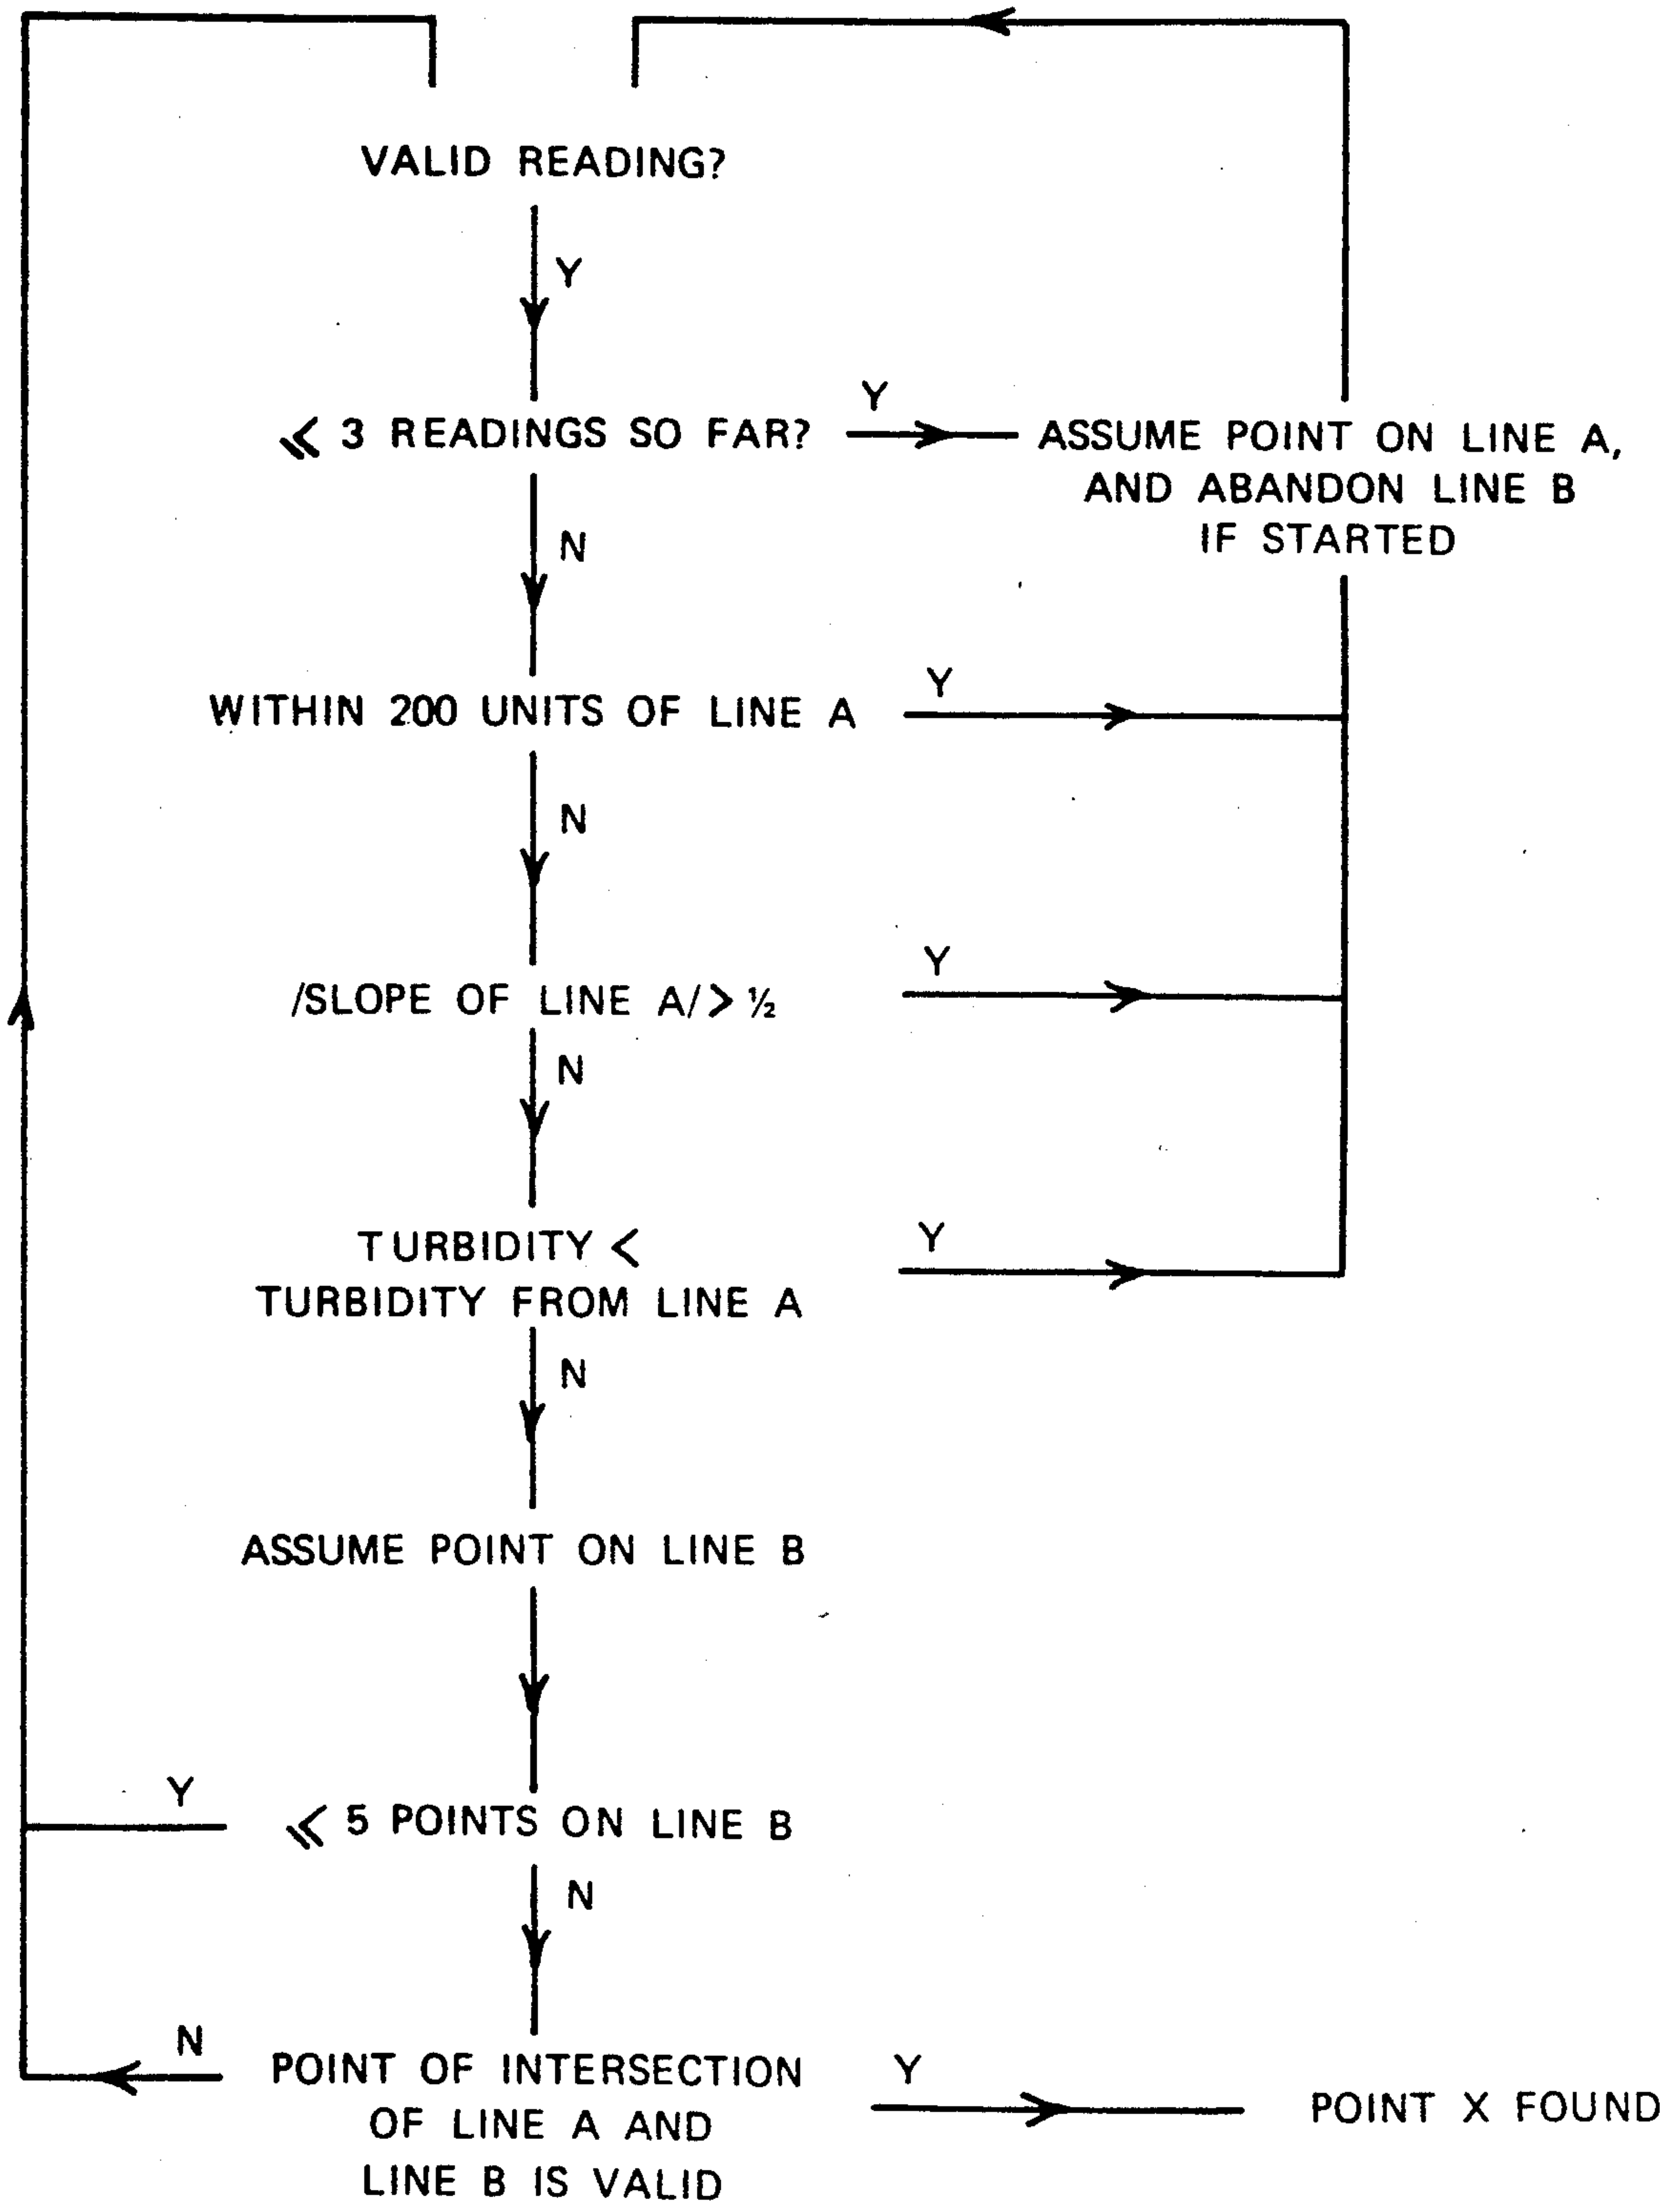 VALID READING?
Y
⩽ 3 READINGS SO FAR?
Y
ASSUME POINT ON LINE A,
AND ABANDON LINE B
IF STARTED
N
WITHIN 200 UNITS OF LINE A
Y
N
/SLOPE OF LINE A/> ½
Y
N
TURBIDITY <
TURBIDITY FROM LINE A
Y
N
ASSUME POINT ON LINE B
Y
⩽ 5 POINTS ON LINE B
N
N
POINT OF INTERSECTION
OF LINE A AND
LINE B IS VALID
Y
POINT X FOUND